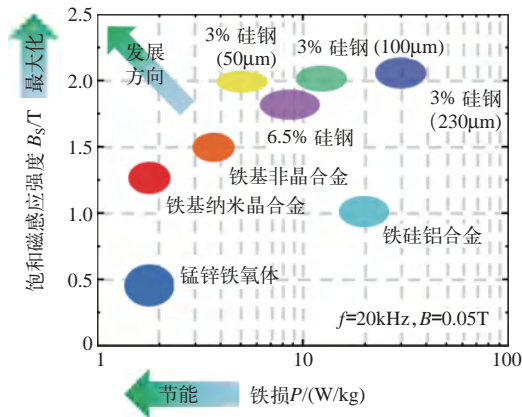 2.5
2.0
1.5
1.0
0.5
0
最大化
饱和磁感应强度 BS/T
发展
方向
3% 硅钢
(50μm)
3% 硅钢 (100μm)
3% 硅钢
(230μm)
6.5% 硅钢
铁基非晶合金
铁基纳米晶合金
铁硅铝合金
锰锌铁氧体
f=20kHz, B=0.05T
1
10
100
节能
铁损P/(W/kg)